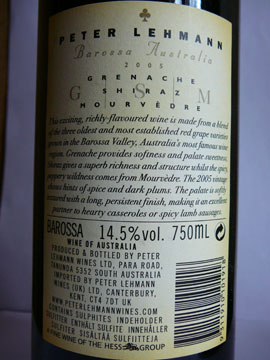 PETER LEHMANN
Barossa Australia
2005
GRENACHE
SHIRAZ
MOURVÈDRE
G S M
This exciting, richly-flavoured wine is made from a blend
of the three oldest and most established red grape varieties
grown in the Barossa Valley, Australia's most famous wine
region. Grenache provides softness and palate sweetness,
Shiraz gives a superb richness and structure whilst the spicy
peppery wildness comes from Mourvèdre. The 2005 vintage
shows hints of spice and dark plums. The palate is softly
textured with a long, persistent finish, making it an excellent
partner to hearty casseroles or spicy lamb sausages.
BAROSSA 14.5%vol. 750ML
WINE OF AUSTRALIA
PRODUCED & BOTTLED BY PETER
LEHMANN WINES LTD, PARA ROAD,
TANUNDA 5352 SOUTH AUSTRALIA
IMPORTED BY PETER LEHMANN
WINES (UK) LTD, CANTERBURY,
KENT, CT4 7DT UK
WWW.PETERLEHMANNWINES.COM
CONTAINS SULPHITES INDEHOLDER
SULFITTER ENTHÄLT SULFITE INNEHÅLLER
SULFITER SISÄLTÄÄ SULFIITTEJA
A FINE WINE OF THE HESS GROUP